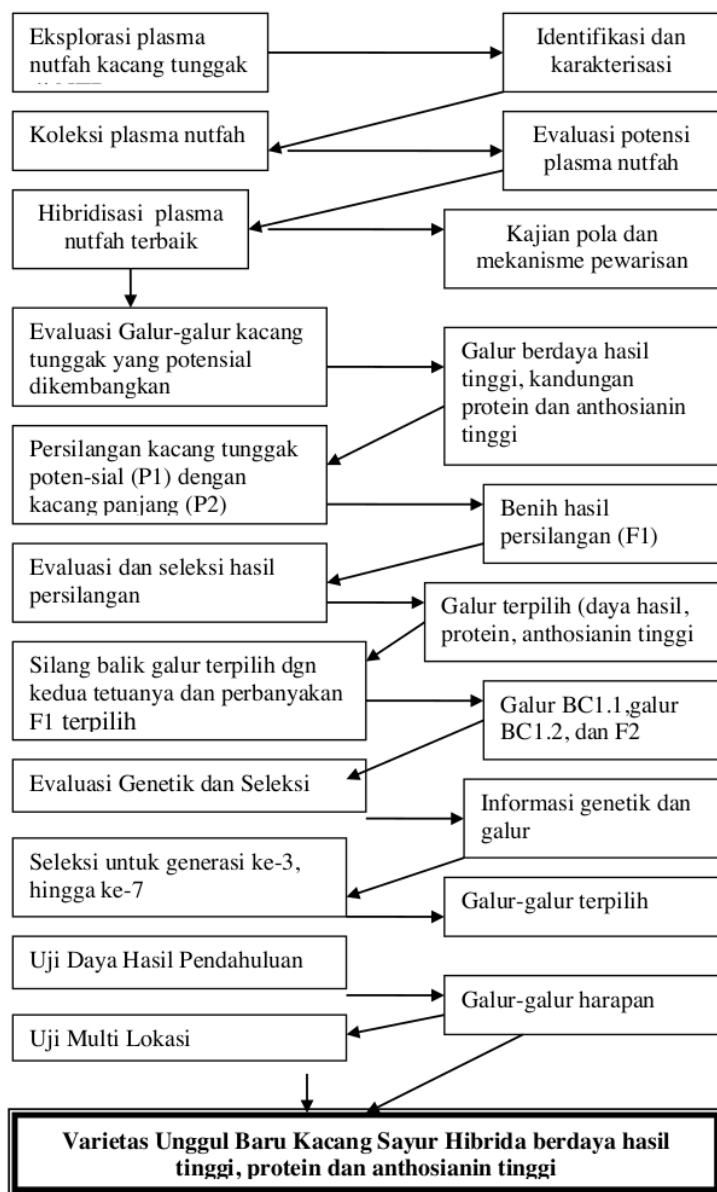 Eksplorasi plasma
nutfah kacang tunggak
Identifikasi dan
karakterisasi
Koleksi plasma nutfah
Evaluasi potensi
plasma nutfah
Hibridisasi plasma
nutfah terbaik
Kajian pola dan
mekanisme pewarisan
Evaluasi Galur-galur kacang
tunggak yang potensial
dikembangkan
Galur berdaya hasil
tinggi, kandungan
protein dan anthosianin
tinggi
Persilangan kacang tunggak
poten-sial (P1) dengan
kacang panjang (P2)
Benih hasil
persilangan (F1)
Evaluasi dan seleksi hasil
persilangan
Galur terpilih (daya hasil,
protein, anthosianin tinggi
Silang balik galur terpilih dgn
kedua tetuanya dan perbanyakan
F1 terpilih
Galur BC1.1,galur
BC1.2, dan F2
Evaluasi Genetik dan Seleksi
Informasi genetik dan
galur
Seleksi untuk generasi ke-3,
hingga ke-7
Galur-galur terpilih
Uji Daya Hasil Pendahuluan
Galur-galur harapan
Uji Multi Lokasi
Varietas Unggul Baru Kacang Sayur Hibrida berdaya hasil
tinggi, protein dan anthosianin tinggi